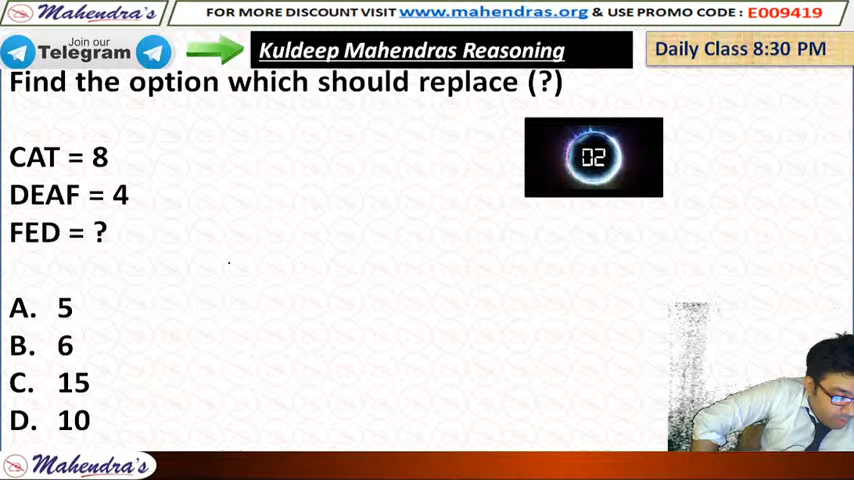 Mahendra's
FOR MORE DISCOUNT VISIT www.mahendras.org & USE PROMO CODE : E009419
Join our
Telegram
Kuldeep Mahendras Reasoning
Daily Class 8:30 PM
Find the option which should replace (?)
02
CAT = 8
DEAF = 4
FED = ?
A. 5
B. 6
C. 15
D. 10
Mahendra's